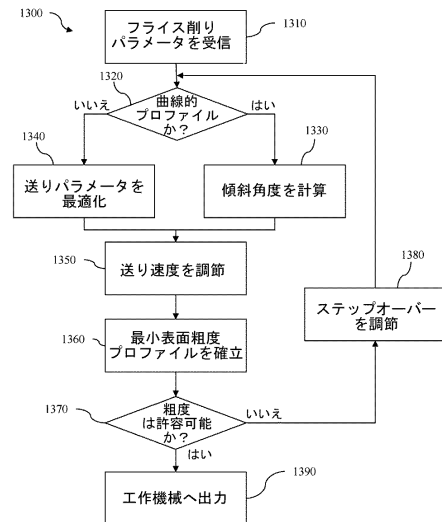 1300
フライス削り
パラメータを受信
1310
1320
曲線的
プロファイル
か？
いいえ
はい
1340
送りパラメータを
最適化
1330
傾斜角度を計算
1350
送り速度を調節
1380
ステップオーバー
を調節
1360
最小表面粗度
プロファイルを確立
1370
粗度
は許容可能
か？
いいえ
はい
1390
工作機械へ出力